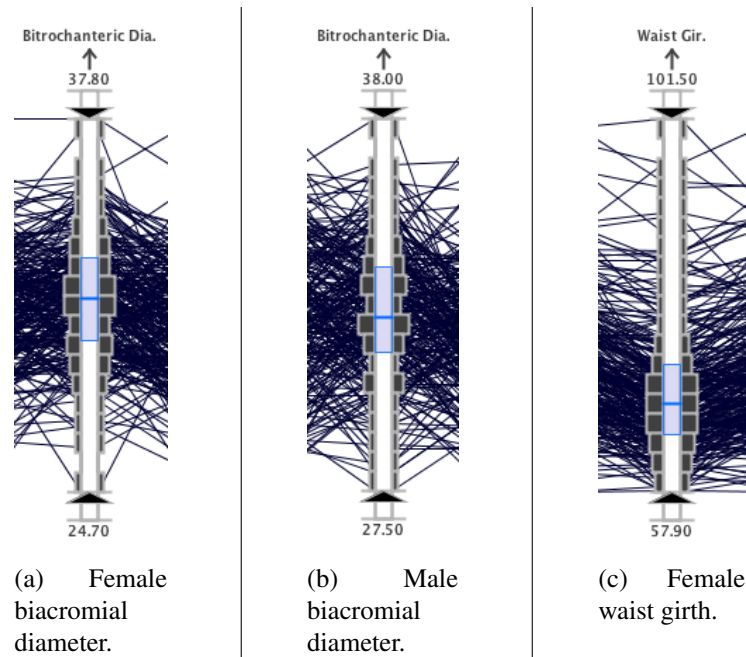 Bitrochanteric Dia.
37.80
24.70
(a) Female
biacromial
diameter.
Bitrochanteric Dia.
38.00
27.50
(b) Male
biacromial
diameter.
Waist Gir.
101.50
57.90
(c) Female
waist girth.